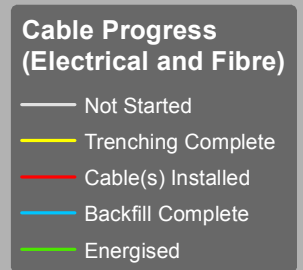 Cable Progress
(Electrical and Fibre)
Not Started
Trenching Complete
Cable(s) Installed
Backfill Complete
Energised